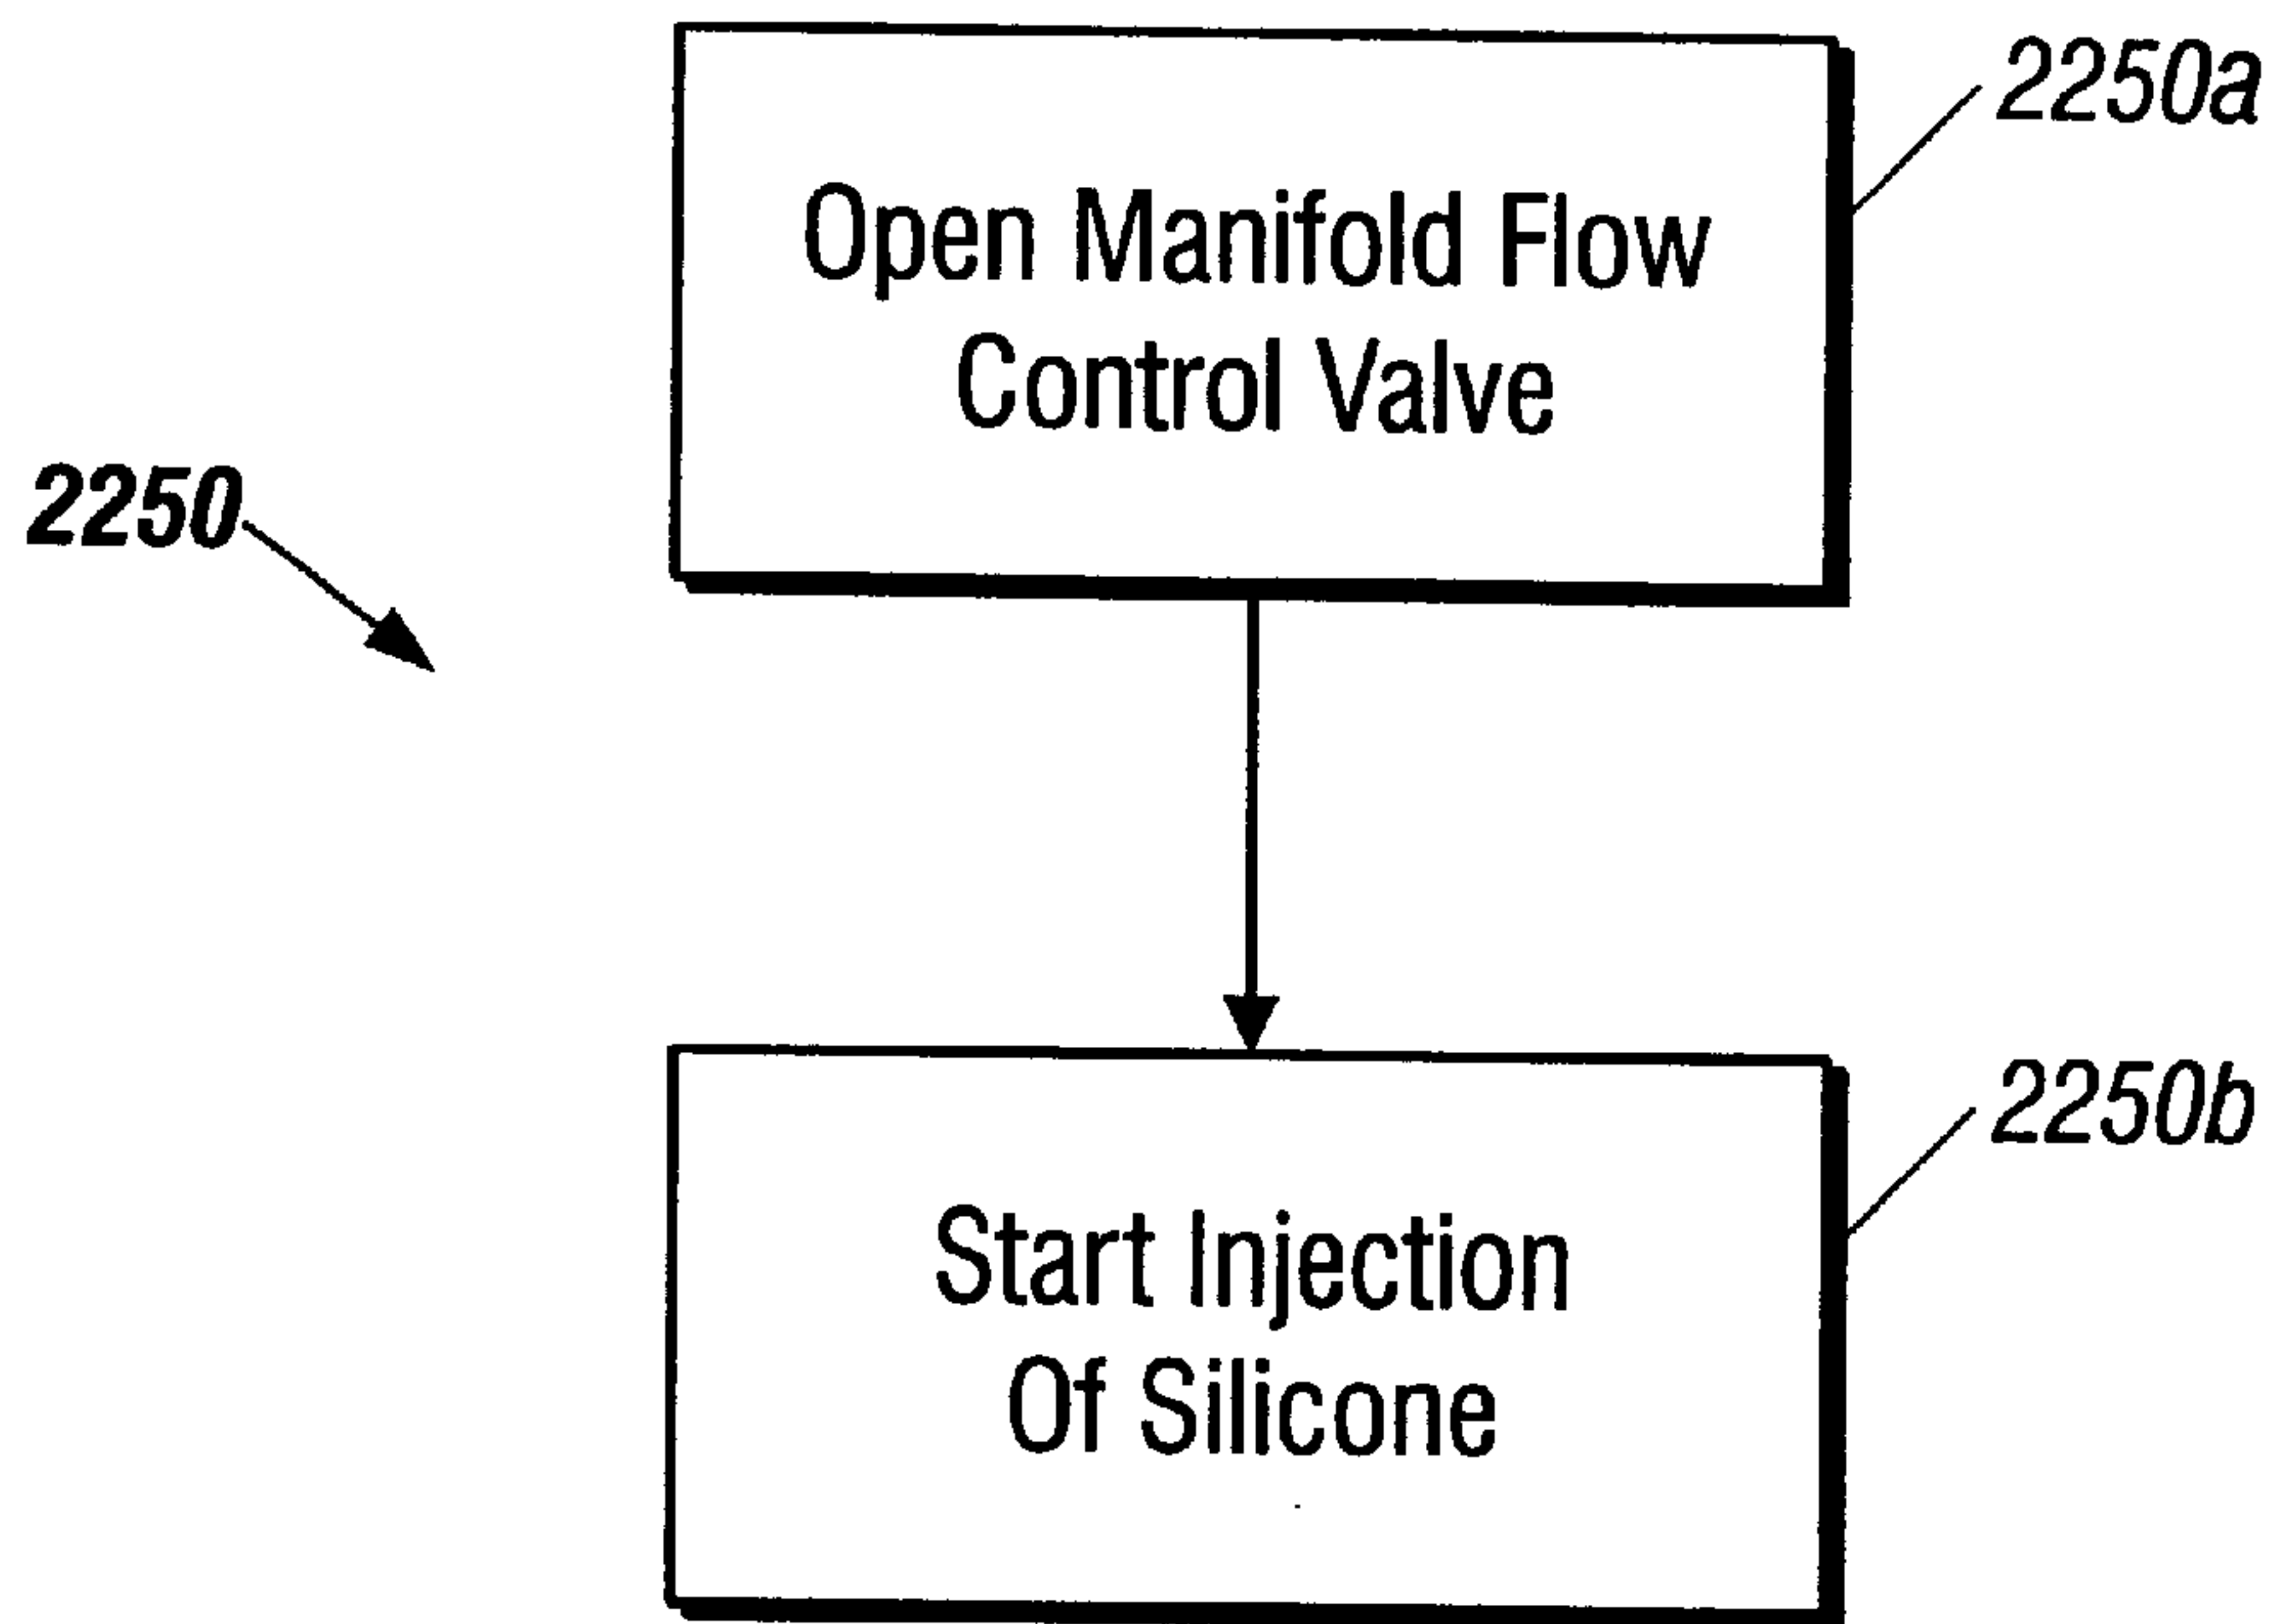 2250a
Open Manifold Flow
Control Valve
2250
2250b
Start Injection
Of Silicone